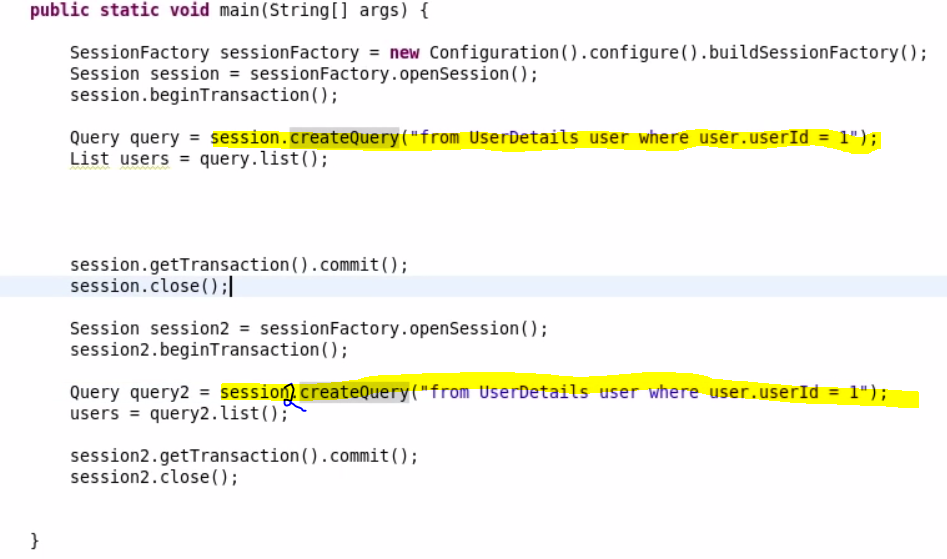 public static void main(String[] args) {
SessionFactory sessionFactory = new Configuration().configure().buildSessionFactory();
Session session = sessionFactory.openSession();
session.beginTransaction();
Query query = session.createQuery("from UserDetails user where user.userId = 1");
List users = query.list();
session.getTransaction().commit();
session.close();
Session session2 = sessionFactory.openSession();
session2.beginTransaction();
Query query2 = session2.createQuery("from UserDetails user where user.userId = 1");
users = query2.list();
session2.getTransaction().commit();
session2.close();
}